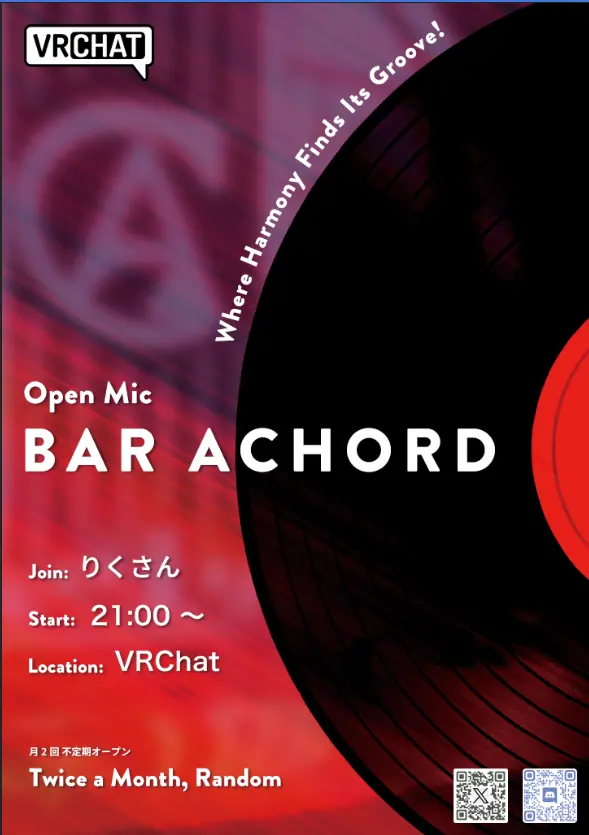 VRCHAT
Where Harmony Finds Its Groove!
Open Mic
BAR ACHORD
Join: りくさん
Start: 21:00 〜
Location: VRChat
月2回 不定期オープン
Twice a Month, Random